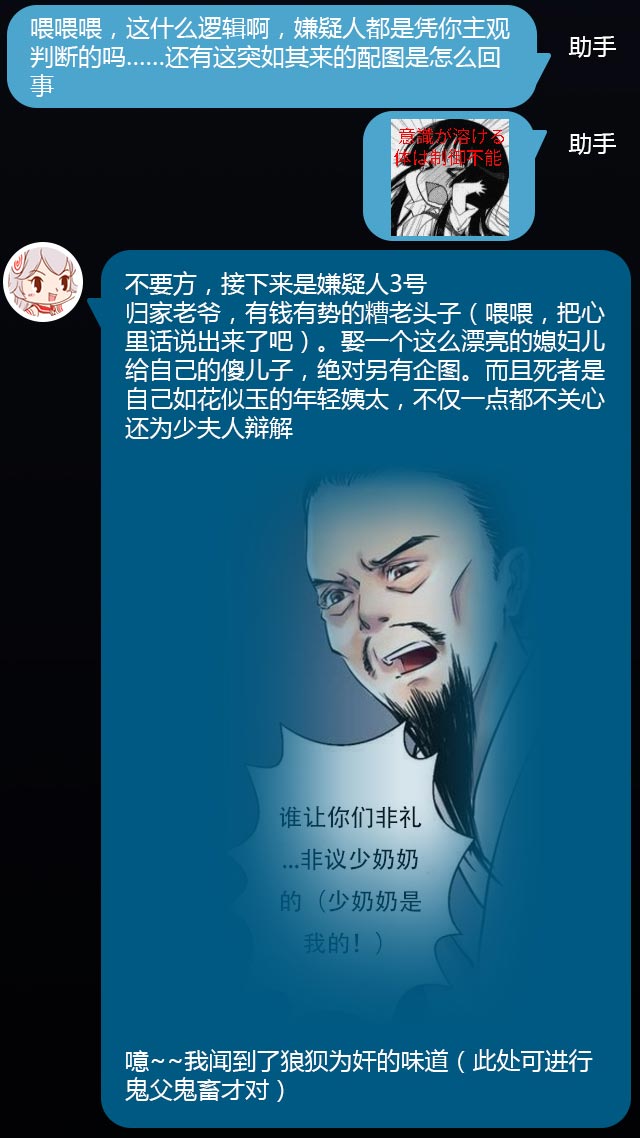 喂喂喂，这什么逻辑啊，嫌疑人都是凭你主观
判断的吗……还有这突如其来的配图是怎么回
事
助手
助手
意識が溶ける
体は制御不能
不要方，接下来是嫌疑人3号
归家老爷，有钱有势的糟老头子（喂喂，把心
里话说出来了吧）。娶一个这么漂亮的媳妇儿
给自己的傻儿子，绝对另有企图。而且死者是
自己如花似玉的年轻姨太，不仅一点都不关心
还为少夫人辩解
谁让你们非礼
...非议少奶奶
的（少奶奶是
我的！）
噫~~我闻到了狼狈为奸的味道（此处可进行
鬼父鬼畜才对）